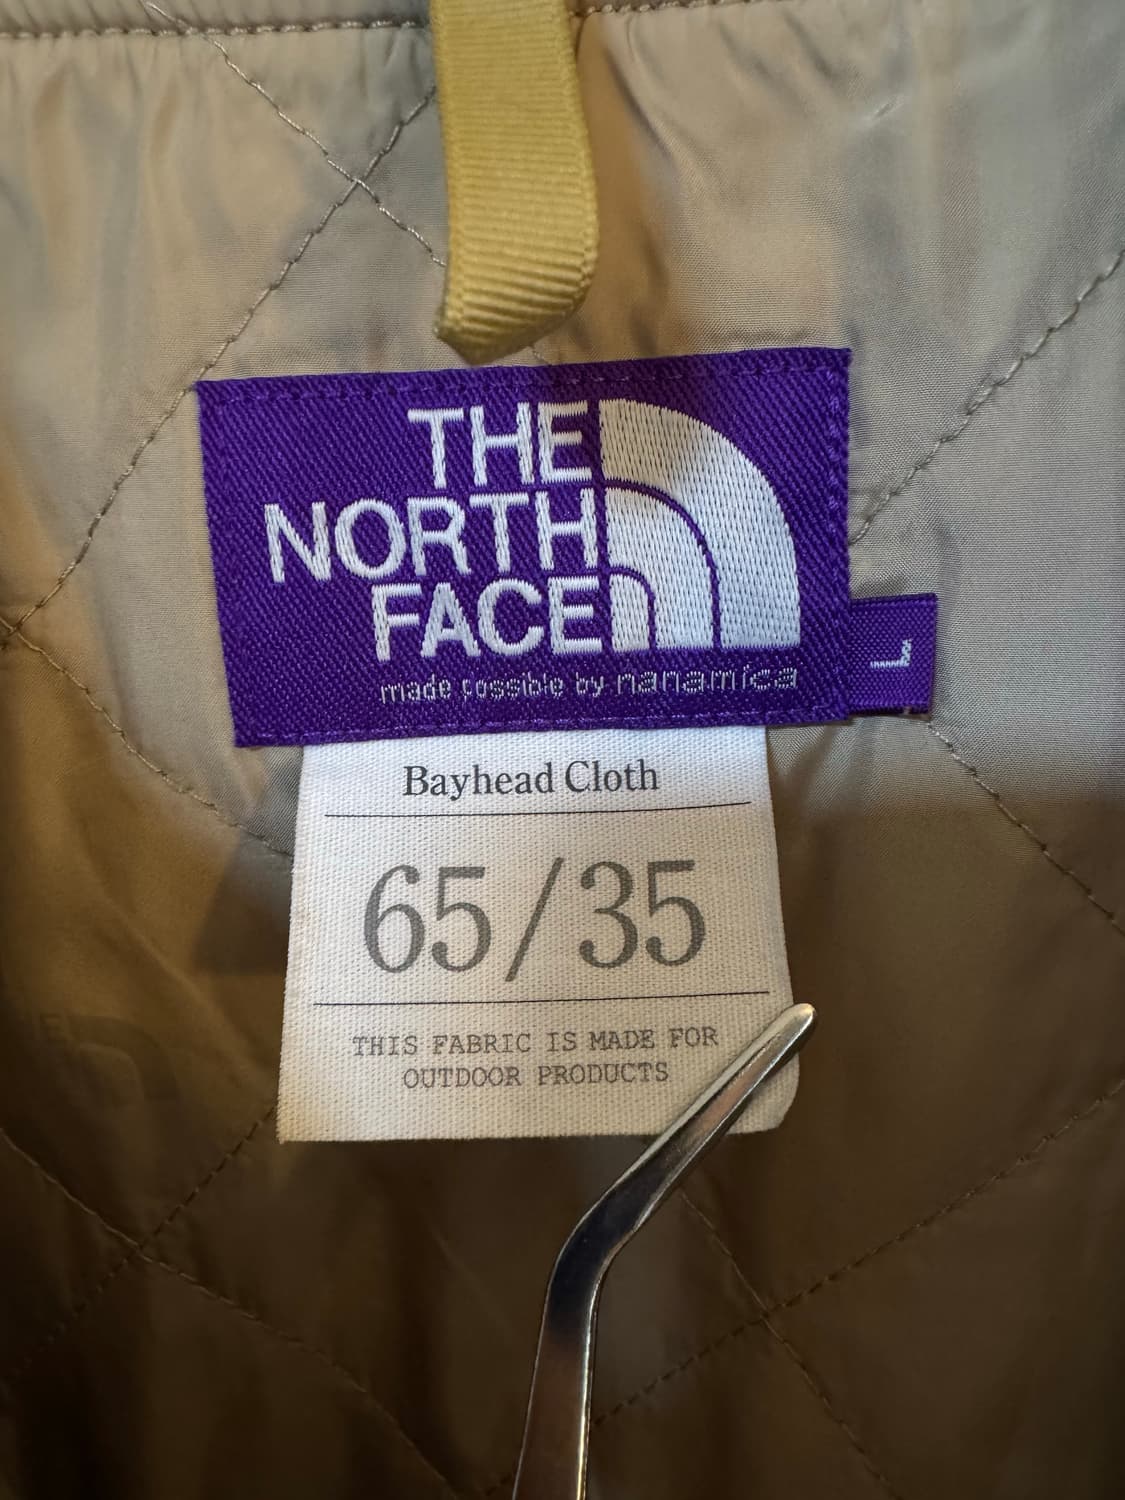 THE
NORTH
FACE
made possible by nanamica
L
Bayhead Cloth
65/35
THIS FABRIC IS MADE FOR
OUTDOOR PRODUCTS